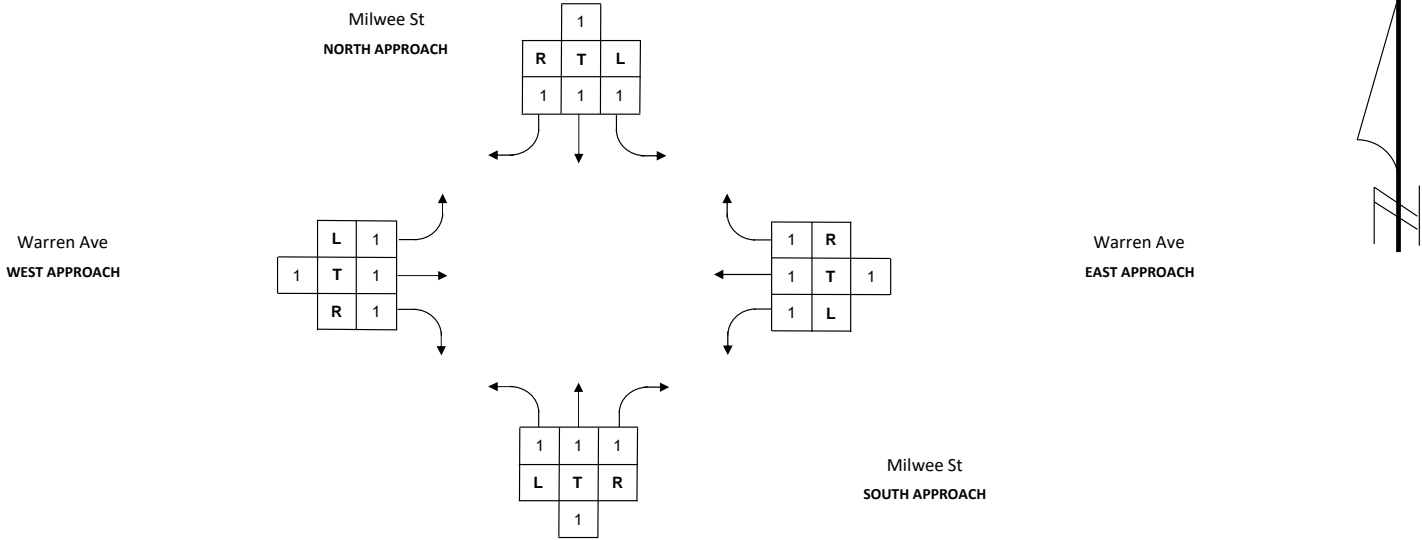 Milwee St
NORTH APPROACH
1
R T L
1 1 1
Warren Ave
WEST APPROACH
L 1
1 T 1
R 1
1 R
1 T 1
1 L
Warren Ave
EAST APPROACH
N
1 1 1
L T R
1
Milwee St
SOUTH APPROACH